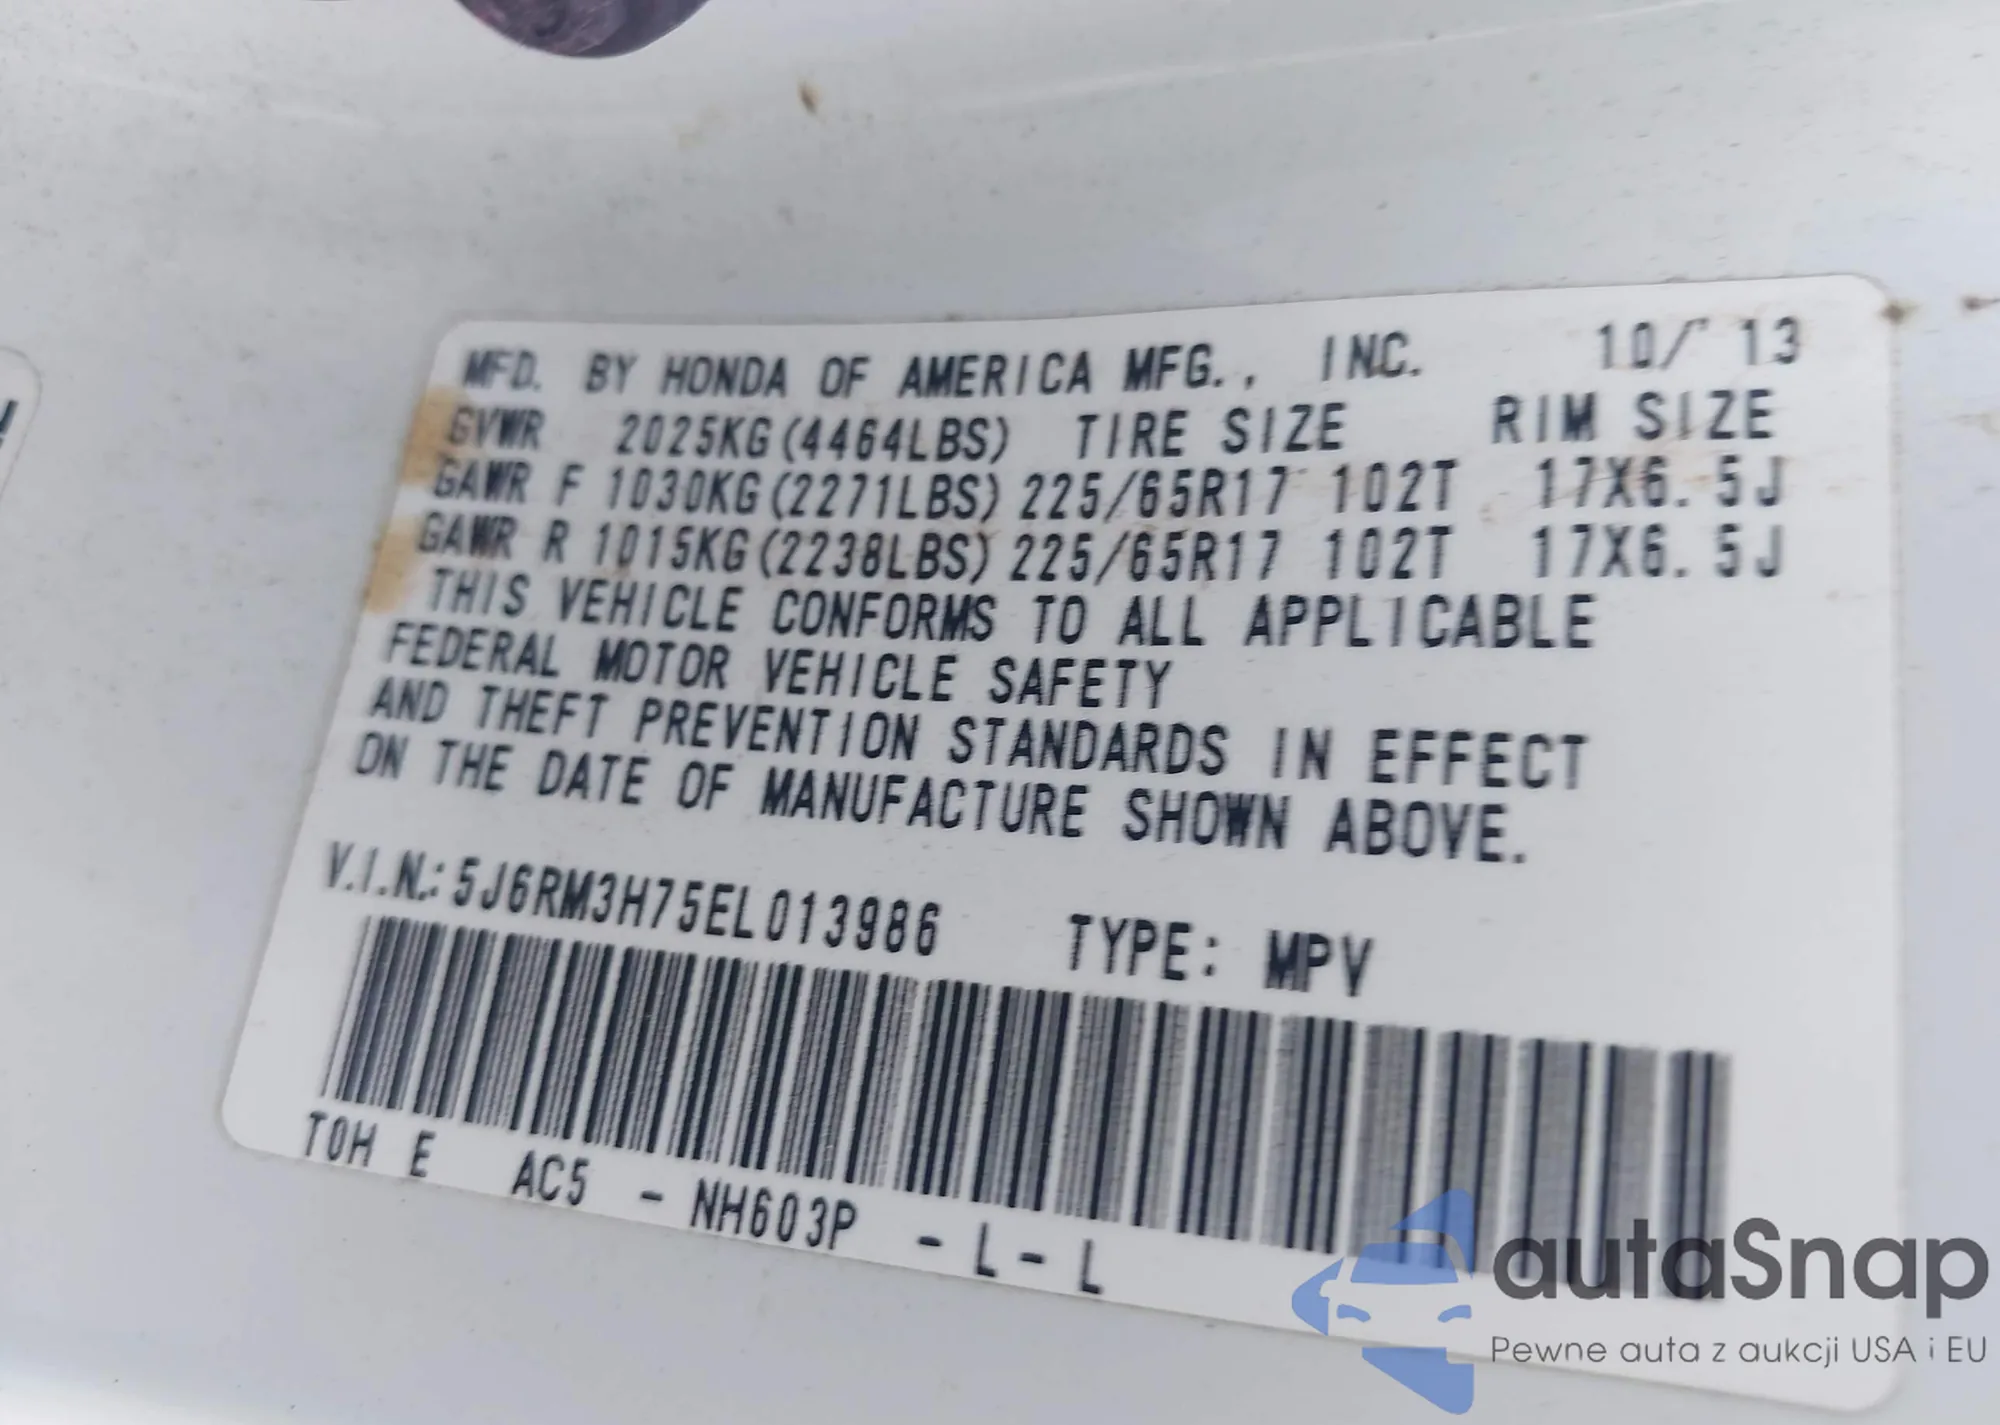 MFD. BY HONDA OF AMERICA MFG., INC. 10/'13
GVWR 2025KG(4464LBS) TIRE SIZE RIM SIZE
GAWR F 1030KG(2271LBS) 225/65R17 102T 17X6.5J
GAWR R 1015KG(2238LBS) 225/65R17 102T 17X6.5J
THIS VEHICLE CONFORMS TO ALL APPLICABLE
FEDERAL MOTOR VEHICLE SAFETY
AND THEFT PREVENTION STANDARDS IN EFFECT
ON THE DATE OF MANUFACTURE SHOWN ABOVE.
V.I.N.: 5J6RM3H75EL013986 TYPE: MPV
T0H E AC5 - NH603P - L - L
autaSnap
Pewne auta z aukcji USA i EU